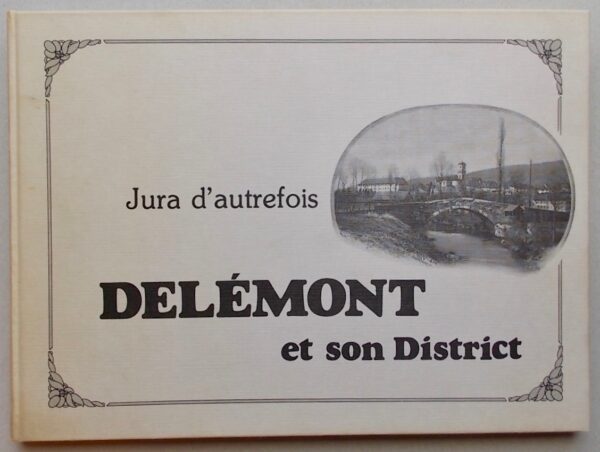 Jura d'autrefois
DELÉMONT
et son District